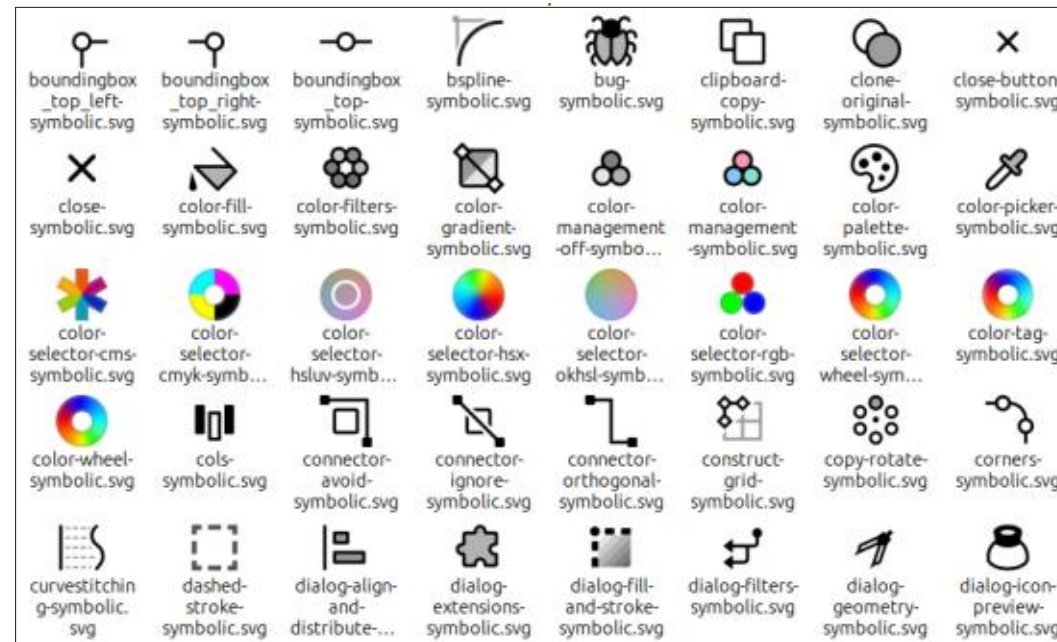 boundingbox
_top_left-
symbolic.svg
boundingbox
_top_right-
symbolic.svg
boundingbox
_top-
symbolic.svg
bspline-
symbolic.svg
bug-
symbolic.svg
clipboard-
copy-
symbolic.svg
clone-
original-
symbolic.svg
close-button
symbolic.svg
close-
symbolic.svg
color-fill-
symbolic.svg
color-filters-
symbolic.svg
color-
gradient-
symbolic.svg
color-
management
-off-symbo...
color-
management
-symbolic.svg
color-
palette-
symbolic.svg
color-picker-
symbolic.svg
color-
selector-cms-
symbolic.svg
color-
selector-
cmyk-symb...
color-
selector-
hsluv-symb...
color-
selector-hsx-
symbolic.svg
color-
selector-
okhsl-symb...
color-
selector-rgb-
symbolic.svg
color-
selector-
wheel-sym...
color-tag-
symbolic.svg
color-wheel-
symbolic.svg
cols-
symbolic.svg
connector-
avoid-
symbolic.svg
connector-
ignore-
symbolic.svg
connector-
orthogonal-
symbolic.svg
construct-
grid-
symbolic.svg
copy-rotate-
symbolic.svg
corners-
symbolic.svg
curvestitchin
g-symbolic.
svg
dashed-
stroke-
symbolic.svg
dialog-align-
and-
distribute-...
dialog-
extensions-
symbolic.svg
dialog-fill-
and-stroke-
symbolic.svg
dialog-filters-
symbolic.svg
dialog-
geometry-
symbolic.svg
dialog-icon-
preview-
symbolic.svg